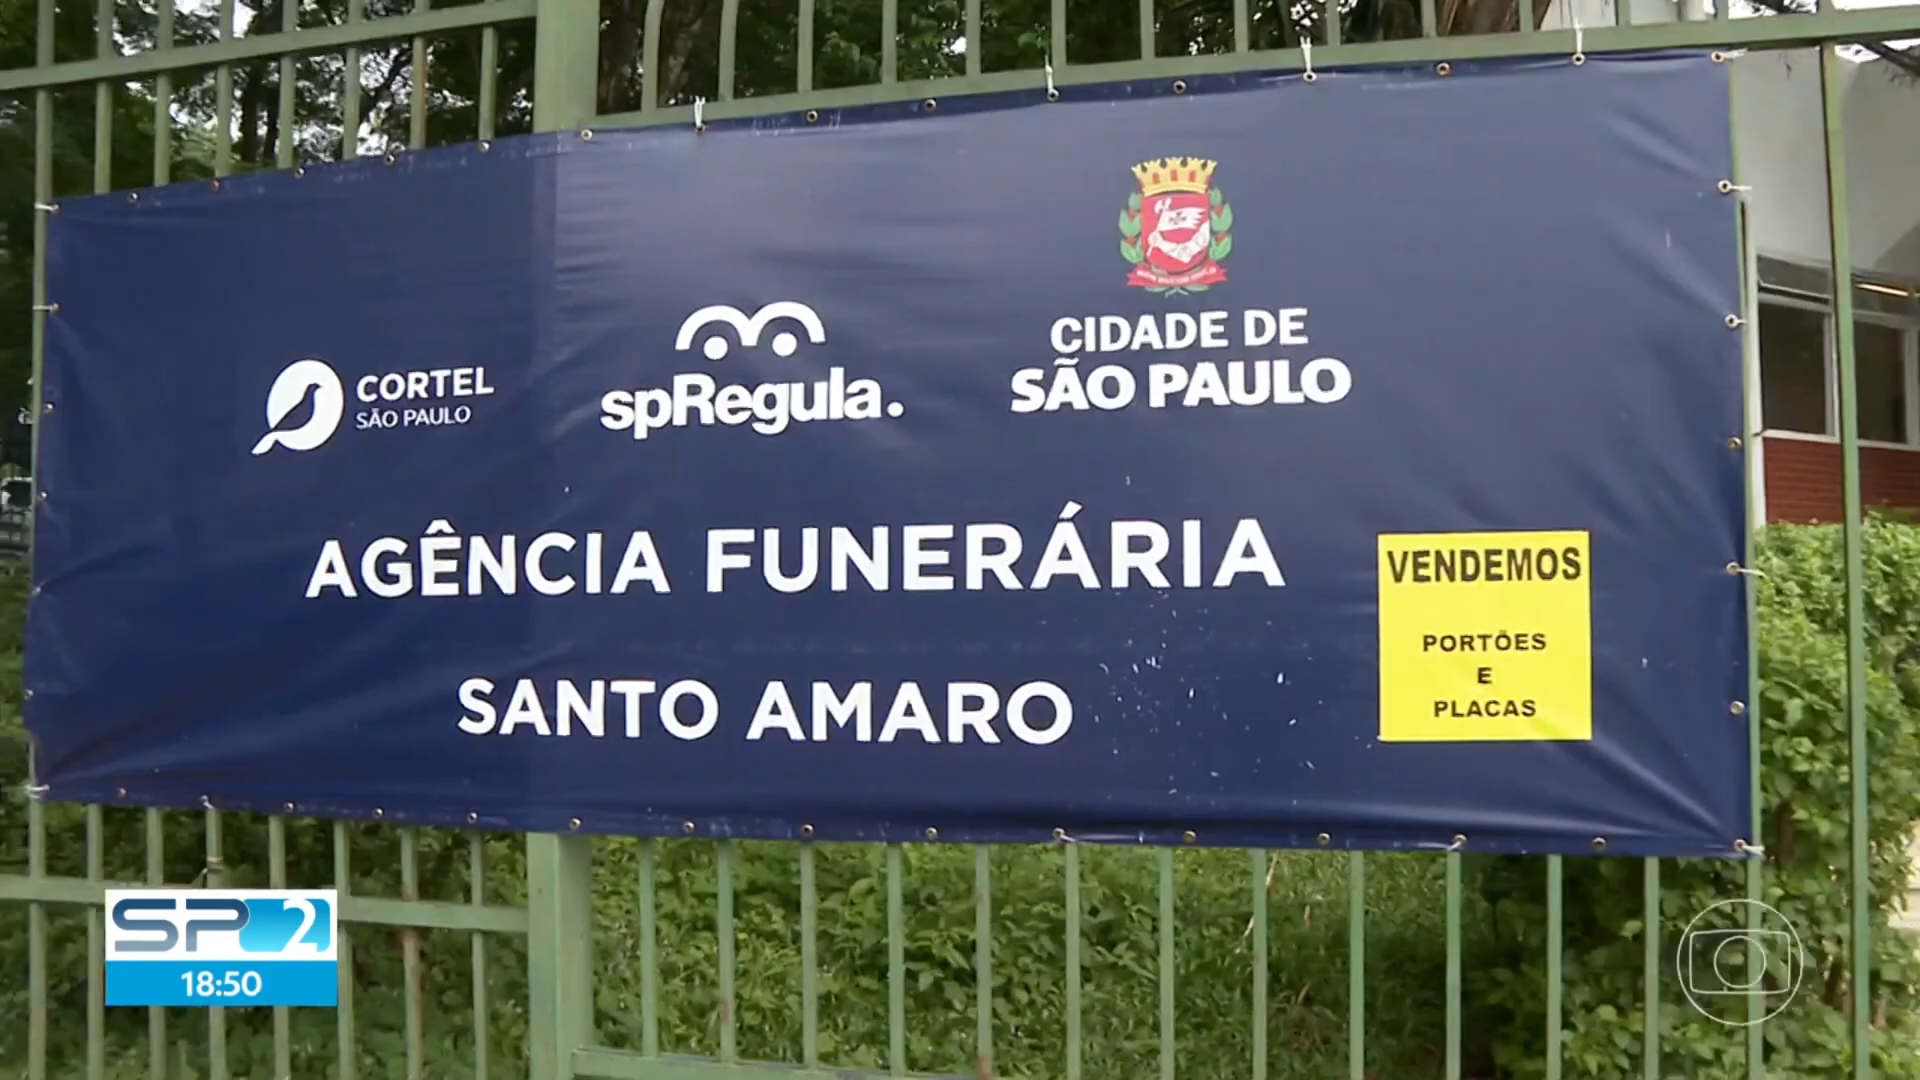 CORTEL
SÃO PAULO
spRegula.
CIDADE DE
SÃO PAULO
AGÊNCIA FUNERÁRIA
SANTO AMARO
VENDEMOS
PORTÕES
E
PLACAS
SP2
18:50